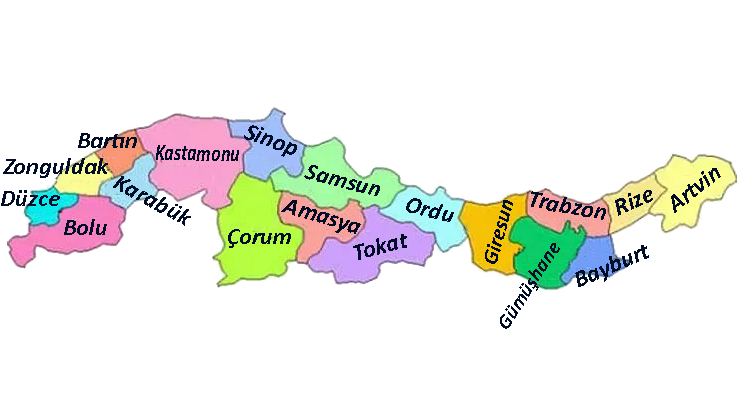 Bartın
Zonguldak
Düzce
Bolu
Karabük
Kastamonu
Sinop
Çorum
Samsun
Amasya
Tokat
Ordu
Giresun
Gümüşhane
Trabzon
Bayburt
Rize
Artvin